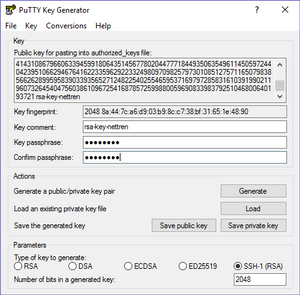 PuTTY Key Generator
File Key Conversions Help
Key
Public key for pasting into authorized_keys file:
93721 rsa-key-nettren
Key fingerprint: 2048 8a:44:7c:a6:d9:03:b9:8c:c7:38:bf:31:65:1e:48:90
Key comment: rsa-key-nettren
Key passphrase: ●●●●●●●●
Confirm passphrase: ●●●●●●●●
Actions
Generate a public/private key pair Generate
Load an existing private key file Load
Save the generated key Save public key Save private key
Parameters
Type of key to generate:
RSA DSA ECDSA ED25519 SSH-1 (RSA)
Number of bits in a generated key: 2048